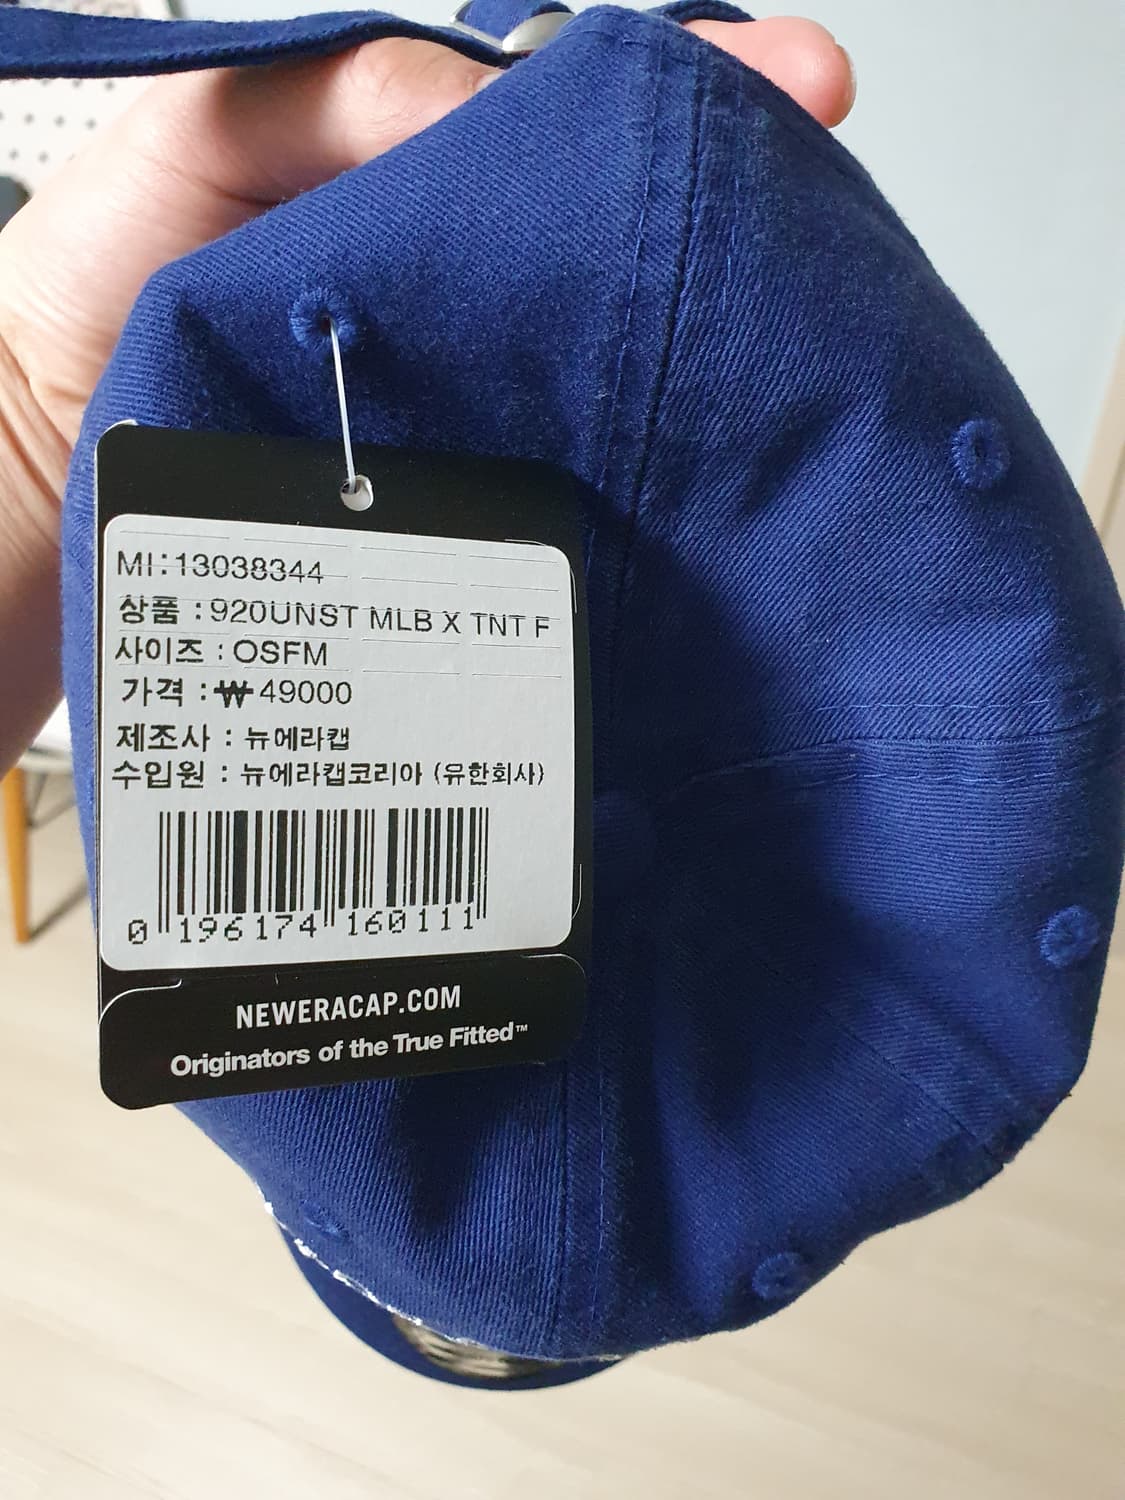 MI:13038344
상품 :920UNST MLB X TNT F
사이즈 : OSFM
가격 :₩49000
제조사 : 뉴에라캡
수입원 : 뉴에라캡코리아 (유한회사)
0 196174 160111
NEWERACAP.COM
Originators of the True Fitted™